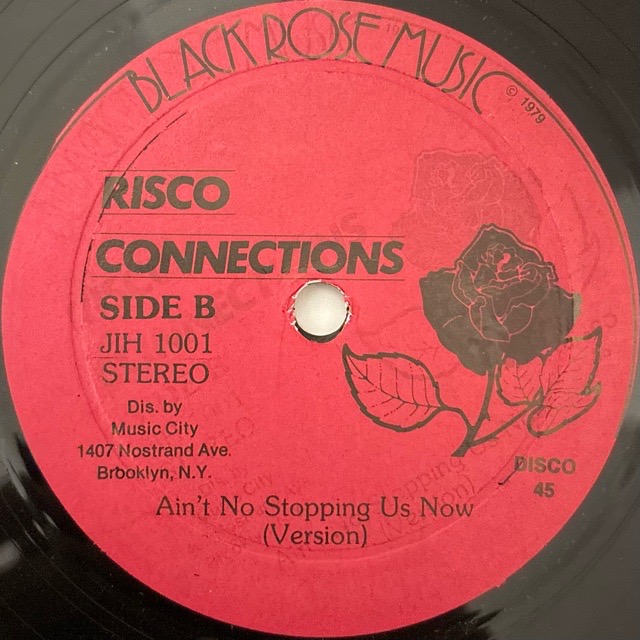 BLACK ROSE MUSIC
© 1979
RISCO
CONNECTIONS
SIDE B
JIH 1001
STEREO
Dis. by
Music City
1407 Nostrand Ave.
Brooklyn, N.Y.
DISCO
45
Ain't No Stopping Us Now
(Version)